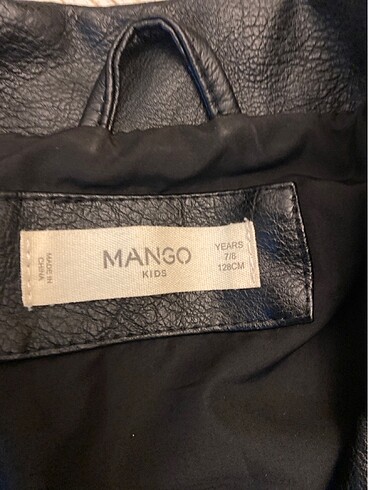 MADE IN
CHINA
MANGO
KIDS
YEARS
7/8
128CM